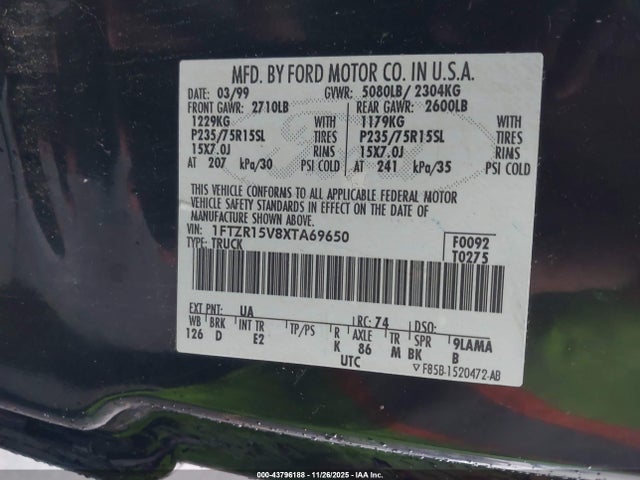 MFD. BY FORD MOTOR CO. IN U.S.A.
DATE: 03/99 GVWR: 5080LB/ 2304KG
FRONT GAWR: 2710LB REAR GAWR: 2600LB
1229KG WITH 1179KG WITH
P235/75R15SL TIRES P235/75R15SL TIRES
15X7.0J RIMS 15X7.0J RIMS
AT 207 kPa/30 PSI COLD AT 241 kPa/35 PSI COLD
THIS VEHICLE CONFORMS TO ALL APPLICABLE FEDERAL MOTOR
VEHICLE SAFETY STANDARDS IN EFFECT ON THE DATE OF
MANUFACTURE SHOWN ABOVE.
VIN: 1FTZR15V8XTA69650 F0092
TYPE: TRUCK T0275
EXT PNT: UA RC: 74 DSO:
WB BRK INT TR TP/PS R AXLE TR SPR 9LAMA
126 D E2 K 86 M BK B
UTC ▽ F85B-1520472-AB
000-43796188 - 11/26/2025 - IAA Inc.